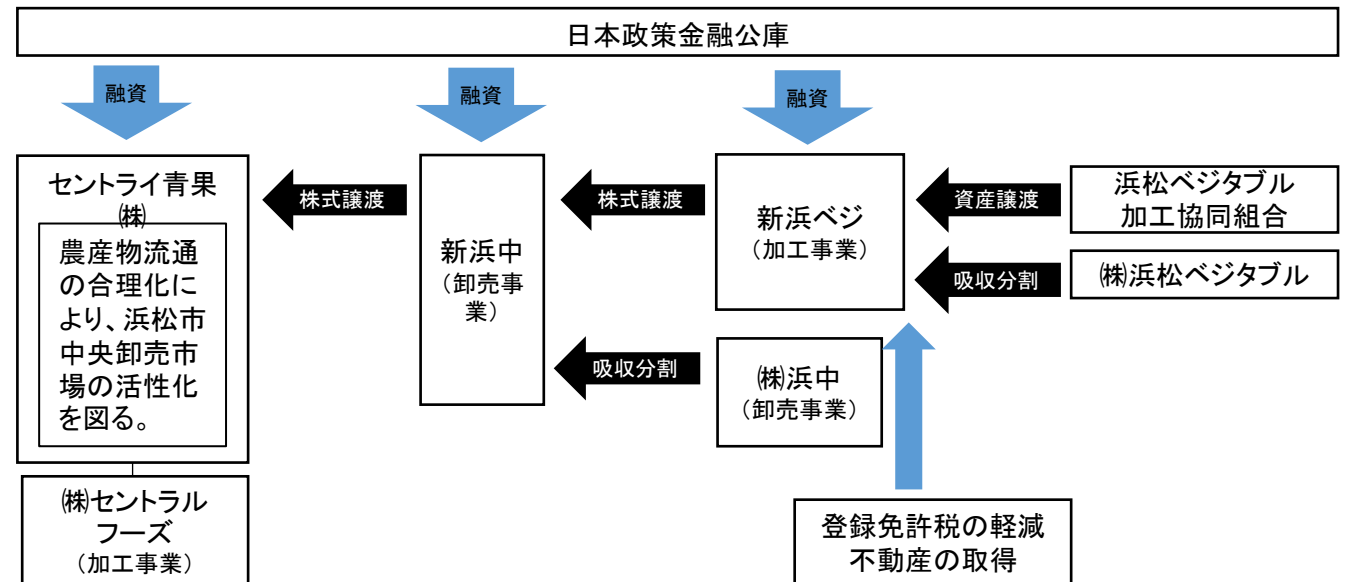 日本政策金融公庫
融資
融資
融資
セントライ青果
㈱
農産物流通
の合理化に
より、浜松市
中央卸売市
場の活性化
を図る。
株式譲渡
新浜中
（卸売事
業）
株式譲渡
吸収分割
新浜ベジ
（加工事業）
㈱浜中
（卸売事業）
資産譲渡
吸収分割
浜松ベジタブル
加工協同組合
㈱浜松ベジタブル
㈱セントラル
フーズ
（加工事業）
登録免許税の軽減
不動産の取得